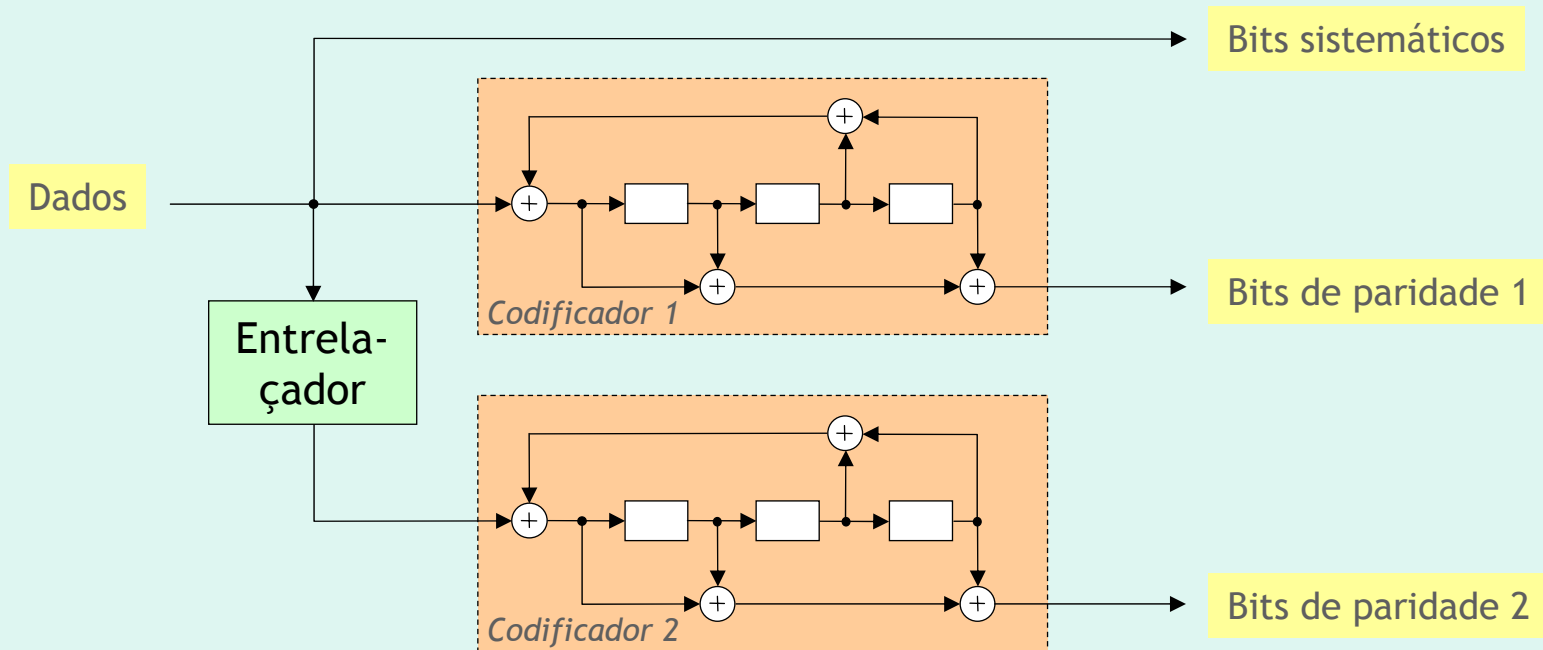 Bits sistemáticos
+
Dados
+
+
+
Bits de paridade 1
Codificador 1
Entrela-
çador
+
+
+
+
Bits de paridade 2
Codificador 2